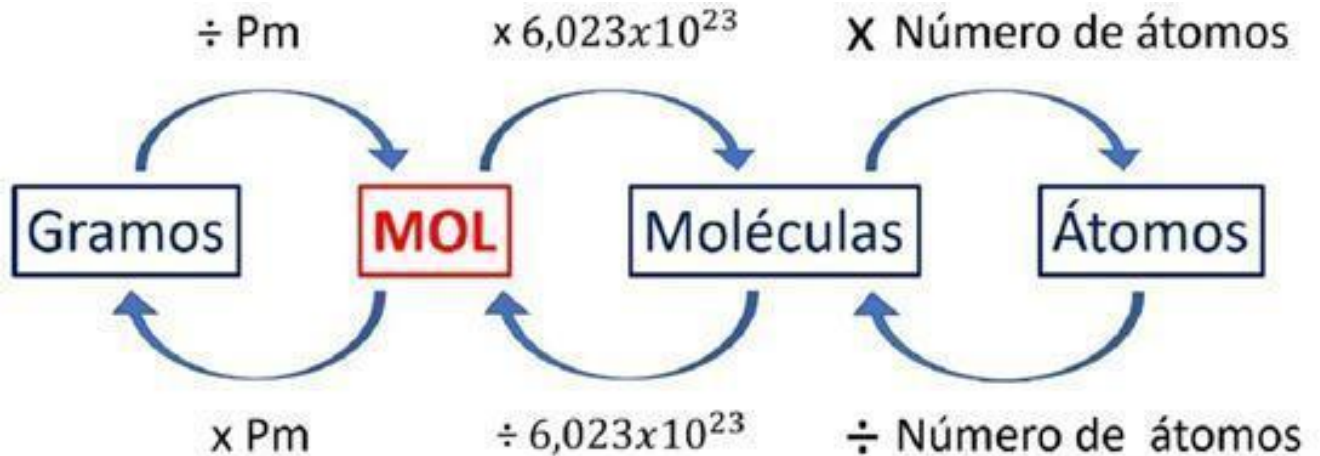 ÷ Pm x 6,023x10²³ X Número de átomos
Gramos MOL Moléculas Átomos
x Pm ÷ 6,023x10²³ ÷ Número de átomos